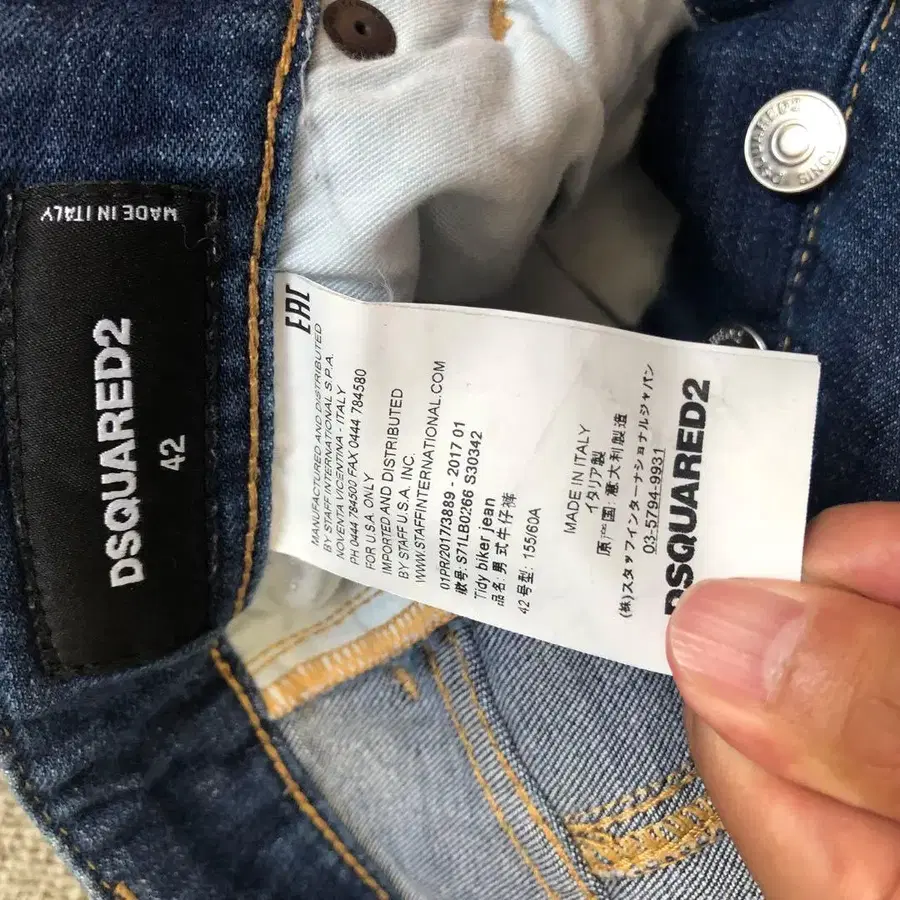 MADE IN ITALY
DSQUARED2
42
EAC
MANUFACTURED AND DISTRIBUTED
BY STAFF INTERNATIONAL S.P.A.
NOVENTA VICENTINA - ITALY
PH 0444 784500 FAX 0444 784580
FOR U.S.A. ONLY
IMPORTED AND DISTRIBUTED
BY STAFF U.S.A. INC.
WWW.STAFFINTERNATIONAL.COM
01PR/2017/3889 - 2017 01
款号: S71LB0266 S30342
Tidy biker Jean
品名: 男 式 牛 仔 裤
42 号型: 155/60A
MADE IN ITALY
イタリア製
原产国: 意大利製造
(株)スタッフインターナショナルジャパン
03-5794-9931
DSQUARED2
DSQUARED2